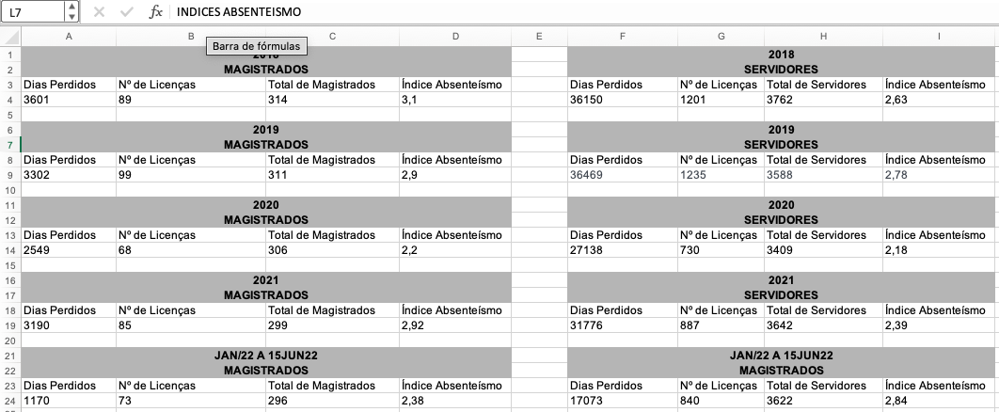 L7 fx INDICES ABSENTEISMO
A B C D E F G H I
Barra de fórmulas
1 2018
2 MAGISTRADOS SERVIDORES
3 Dias Perdidos Nº de Licenças Total de Magistrados Índice Absenteísmo Dias Perdidos Nº de Licenças Total de Servidores Índice Absenteísmo
4 3601 89 314 3,1 36150 1201 3762 2,63
5
6 2019 2019
7 MAGISTRADOS SERVIDORES
8 Dias Perdidos Nº de Licenças Total de Magistrados Índice Absenteísmo Dias Perdidos Nº de Licenças Total de Servidores Índice Absenteísmo
9 3302 99 311 2,9 36469 1235 3588 2,78
10
11 2020 2020
12 MAGISTRADOS SERVIDORES
13 Dias Perdidos Nº de Licenças Total de Magistrados Índice Absenteísmo Dias Perdidos Nº de Licenças Total de Servidores Índice Absenteísmo
14 2549 68 306 2,2 27138 730 3409 2,18
15
16 2021 2021
17 MAGISTRADOS SERVIDORES
18 Dias Perdidos Nº de Licenças Total de Magistrados Índice Absenteísmo Dias Perdidos Nº de Licenças Total de Servidores Índice Absenteísmo
19 3190 85 299 2,92 31776 887 3642 2,39
20
21 JAN/22 A 15JUN22 JAN/22 A 15JUN22
22 MAGISTRADOS MAGISTRADOS
23 Dias Perdidos Nº de Licenças Total de Magistrados Índice Absenteísmo Dias Perdidos Nº de Licenças Total de Servidores Índice Absenteísmo
24 1170 73 296 2,38 17073 840 3622 2,84